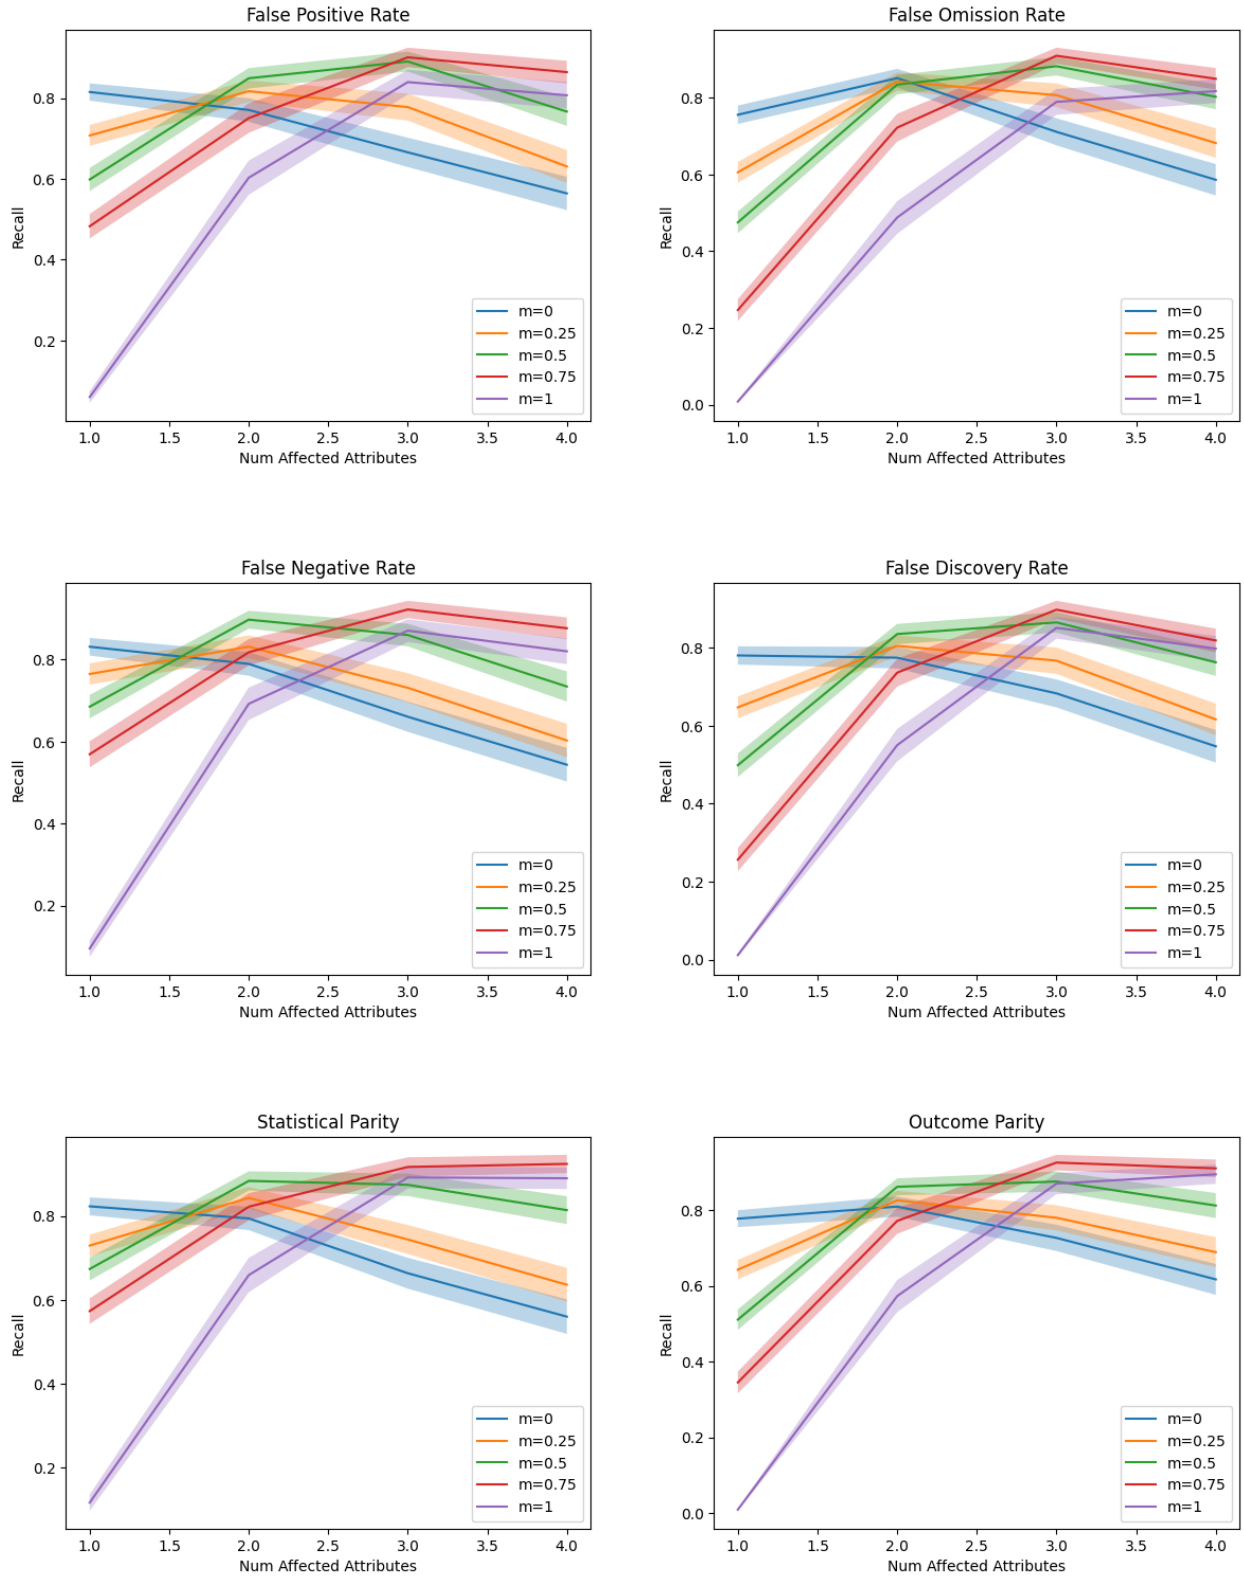 False Positive Rate
0.8
0.6
0.4
0.2
Recall
m=0
m=0.25
m=0.5
m=0.75
m=1
1.0 1.5 2.0 2.5 3.0 3.5 4.0
Num Affected Attributes
False Omission Rate
0.8
0.6
0.4
0.2
0.0
Recall
m=0
m=0.25
m=0.5
m=0.75
m=1
1.0 1.5 2.0 2.5 3.0 3.5 4.0
Num Affected Attributes
False Negative Rate
0.8
0.6
0.4
0.2
Recall
m=0
m=0.25
m=0.5
m=0.75
m=1
1.0 1.5 2.0 2.5 3.0 3.5 4.0
Num Affected Attributes
False Discovery Rate
0.8
0.6
0.4
0.2
0.0
Recall
m=0
m=0.25
m=0.5
m=0.75
m=1
1.0 1.5 2.0 2.5 3.0 3.5 4.0
Num Affected Attributes
Statistical Parity
0.8
0.6
0.4
0.2
Recall
m=0
m=0.25
m=0.5
m=0.75
m=1
1.0 1.5 2.0 2.5 3.0 3.5 4.0
Num Affected Attributes
Outcome Parity
0.8
0.6
0.4
0.2
0.0
Recall
m=0
m=0.25
m=0.5
m=0.75
m=1
1.0 1.5 2.0 2.5 3.0 3.5 4.0
Num Affected Attributes